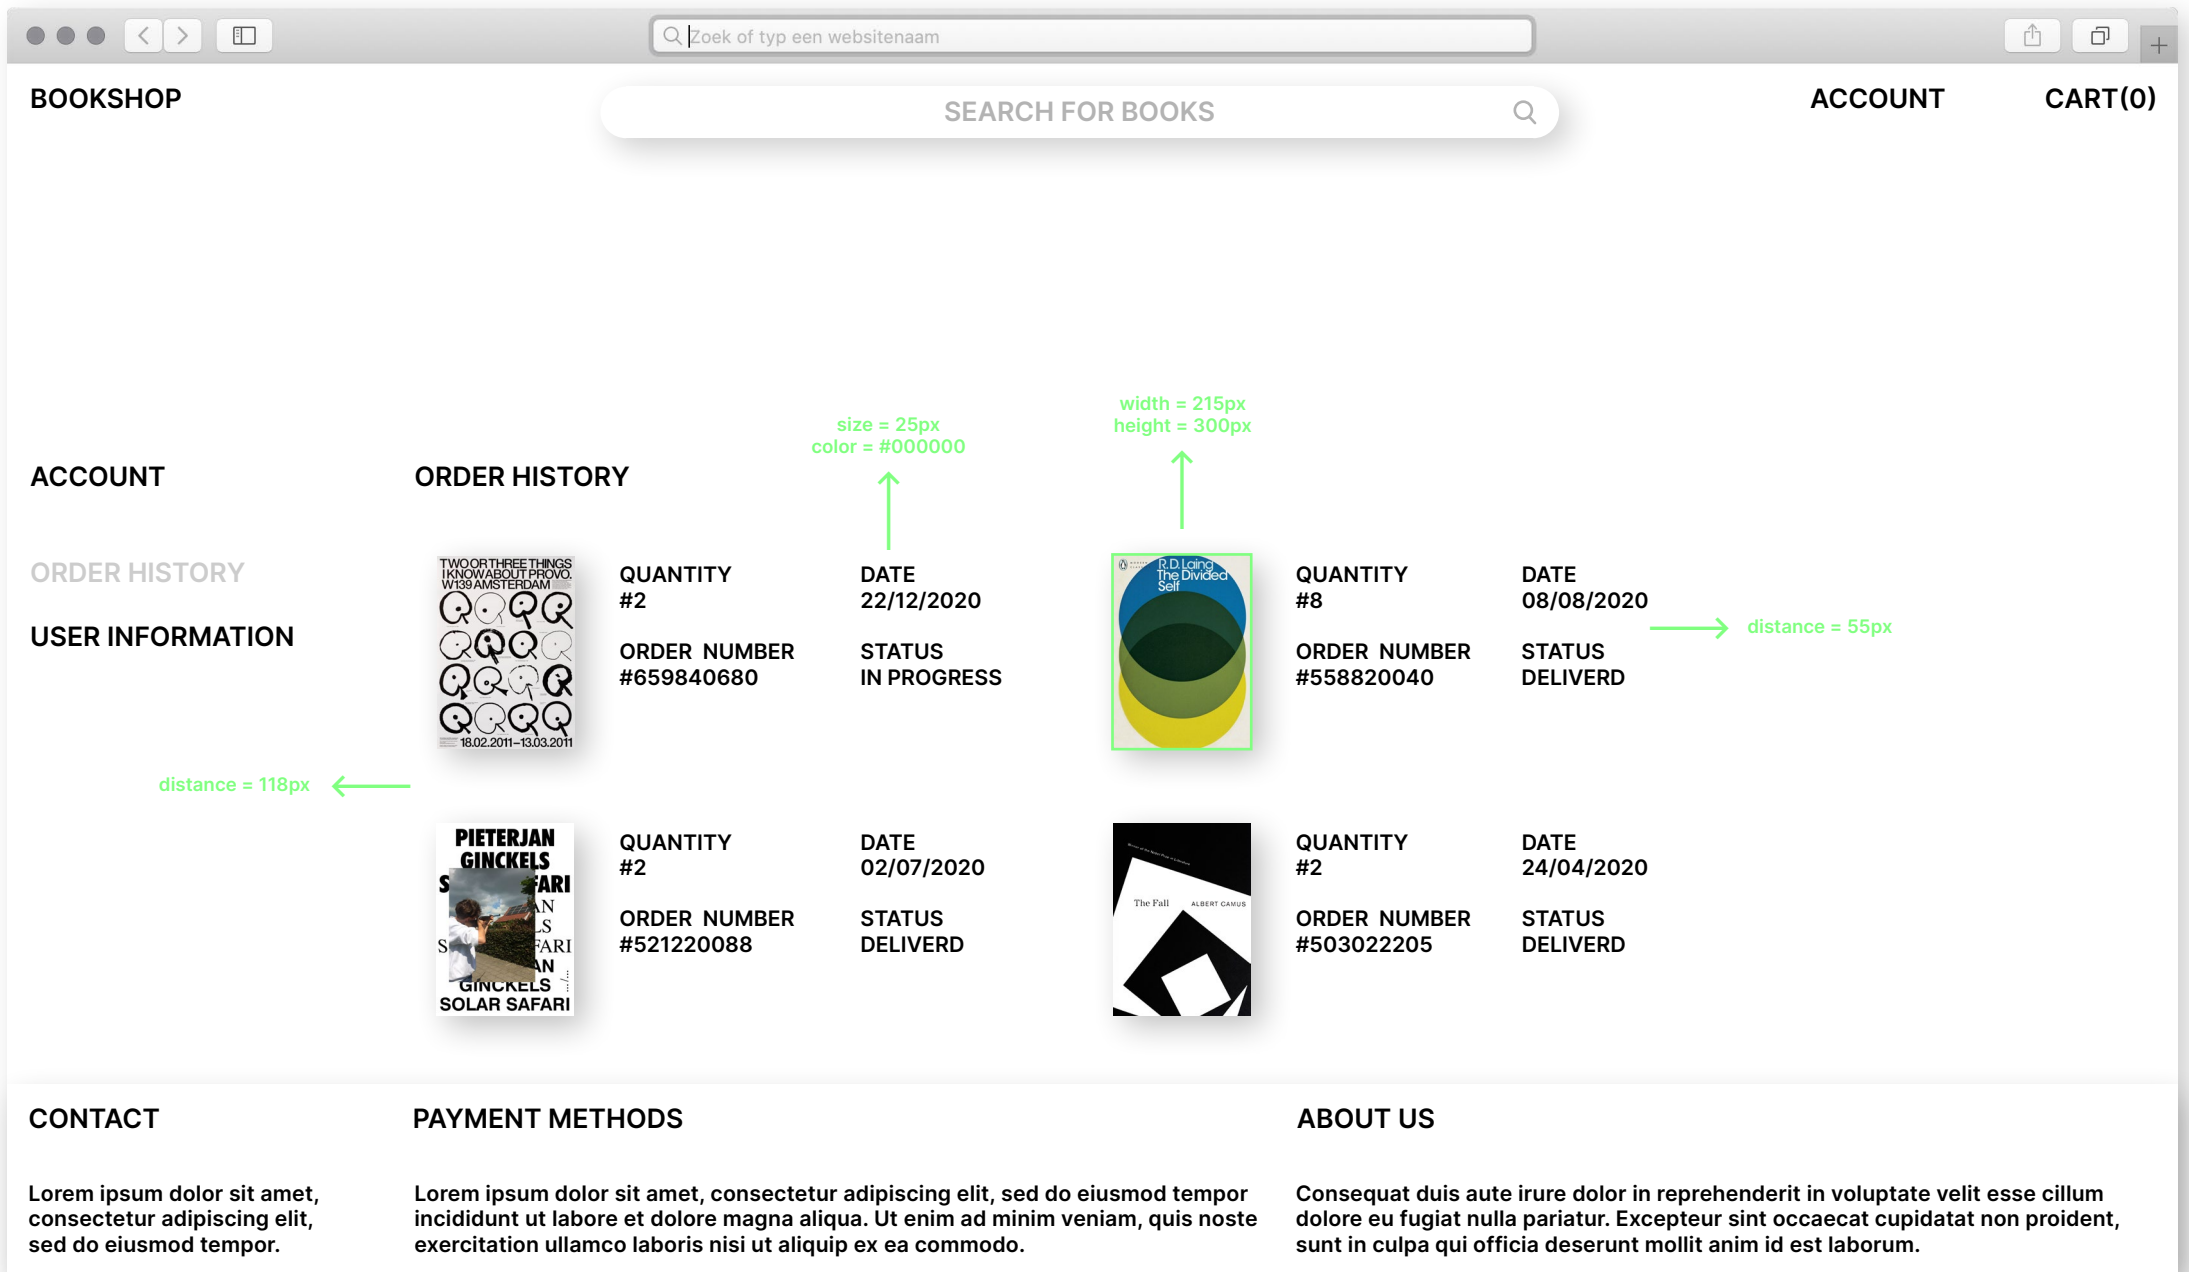 Zoek of typ een websitenaam
BOOKSHOP
SEARCH FOR BOOKS
ACCOUNT
CART(0)
size = 25px
color = #000000
width = 215px
height = 300px
ACCOUNT
ORDER HISTORY
USER INFORMATION
distance = 118px
ORDER HISTORY
TWO OR THREE THINGS
I KNOW ABOUT PROVO.
W139 AMSTERDAM
18.02.2011–13.03.2011
QUANTITY
#2
ORDER NUMBER
#659840680
DATE
22/12/2020
STATUS
IN PROGRESS
R.D. Laing
The Divided
Self
QUANTITY
#8
ORDER NUMBER
#558820040
DATE
08/08/2020
STATUS
DELIVERD
distance = 55px
PIETERJAN
GINCKELS
GINCKELS
SOLAR SAFARI
QUANTITY
#2
ORDER NUMBER
#521220088
DATE
02/07/2020
STATUS
DELIVERD
The Fall
ALBERT CAMUS
QUANTITY
#2
ORDER NUMBER
#503022205
DATE
24/04/2020
STATUS
DELIVERD
CONTACT
Lorem ipsum dolor sit amet,
consectetur adipiscing elit,
sed do eiusmod tempor.
PAYMENT METHODS
Lorem ipsum dolor sit amet, consectetur adipiscing elit, sed do eiusmod tempor
incididunt ut labore et dolore magna aliqua. Ut enim ad minim veniam, quis noste
exercitation ullamco laboris nisi ut aliquip ex ea commodo.
ABOUT US
Consequat duis aute irure dolor in reprehenderit in voluptate velit esse cillum
dolore eu fugiat nulla pariatur. Excepteur sint occaecat cupidatat non proident,
sunt in culpa qui officia deserunt mollit anim id est laborum.